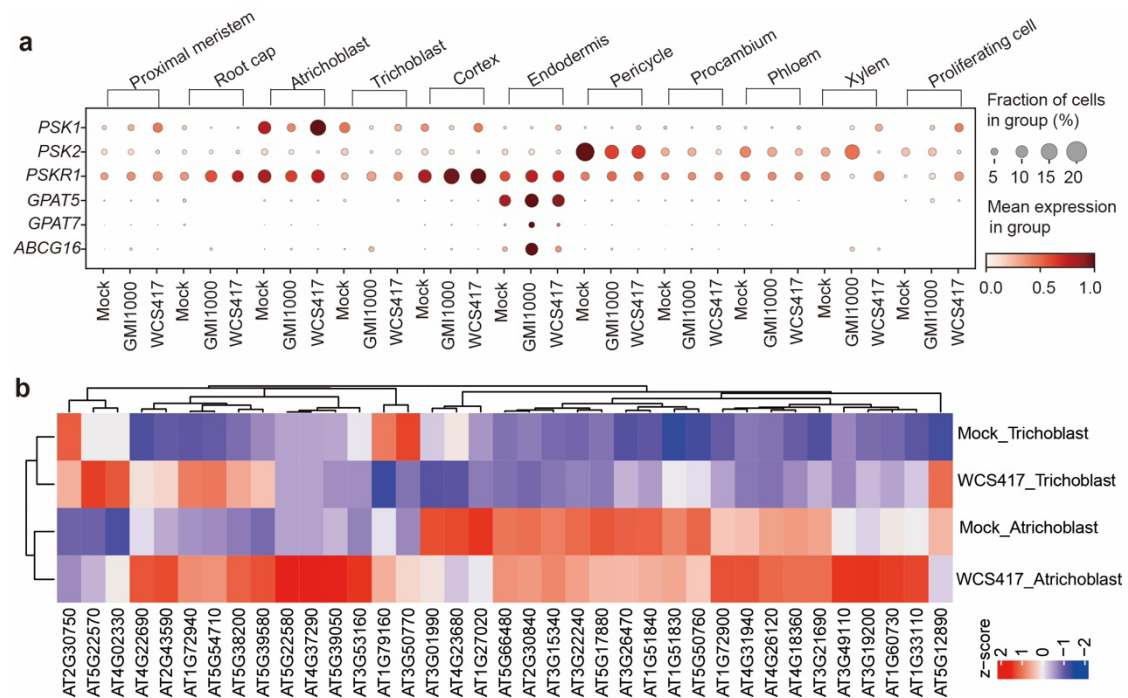 a
Proximal meristem
Root cap
Atrichoblast
Trichoblast
Cortex
Endodermis
Pericycle
Procambium
Phloem
Xylem
Proliferating cell
PSK1
PSK2
PSKR1
GPAT5
GPAT7
ABCG16
Mock
GMI1000
WCS417
Mock
GMI1000
WCS417
Mock
GMI1000
WCS417
Mock
GMI1000
WCS417
Mock
GMI1000
WCS417
Mock
GMI1000
WCS417
Mock
GMI1000
WCS417
Mock
GMI1000
WCS417
Mock
GMI1000
WCS417
Mock
GMI1000
WCS417
Mock
GMI1000
WCS417
Fraction of cells
in group (%)
5 10 15 20
Mean expression
in group
0.0 0.5 1.0
b
Mock_Trichoblast
WCS417_Trichoblast
Mock_Atrichoblast
WCS417_Atrichoblast
AT2G30750
AT5G22570
AT4G02330
AT4G22690
AT2G43590
AT1G72940
AT5G54710
AT5G38200
AT5G39580
AT5G22580
AT4G37290
AT5G39050
AT3G53160
AT1G79160
AT3G50770
AT3G01990
AT4G23680
AT1G27020
AT5G66480
AT2G30840
AT3G15340
AT3G22240
AT5G17880
AT3G26470
AT1G51840
AT1G51830
AT5G50760
AT1G72900
AT4G31940
AT4G26120
AT4G18360
AT3G21690
AT3G49110
AT3G19200
AT1G60730
AT1G33110
AT5G12890
z-score
2 1 0 -1 -2